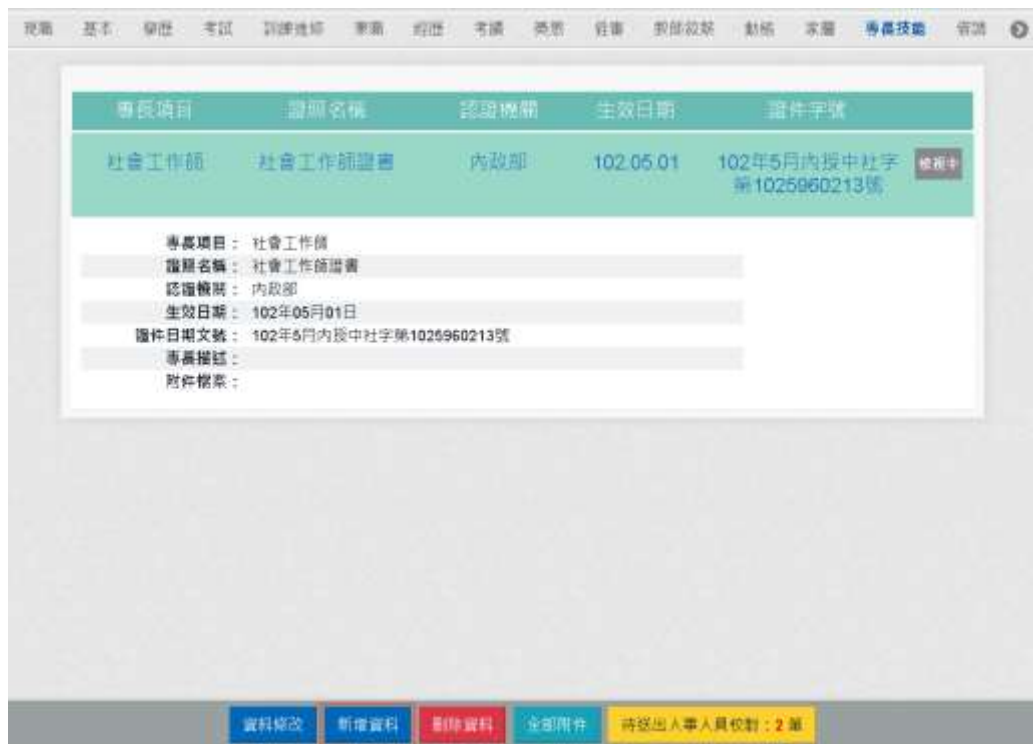 現職 基本 學歷 考試 訓練進修 兼職 經歷 考績 獎懲 銓審 教師敘薪 動態 家屬 專長技能
專長項目 證照名稱 認證機關 生效日期 證件字號
社會工作師 社會工作師證書 內政部 102.05.01 102年5月內授中社字第1025960213號 檢視中
專長項目： 社會工作師
證照名稱： 社會工作師證書
認證機關： 內政部
生效日期： 102年05月01日
證件日期文號： 102年5月內授中社字第1025960213號
專長描述：
附件檔案：
資料修改 新增資料 刪除資料 全部附件 待送出人事人員校對：2 筆